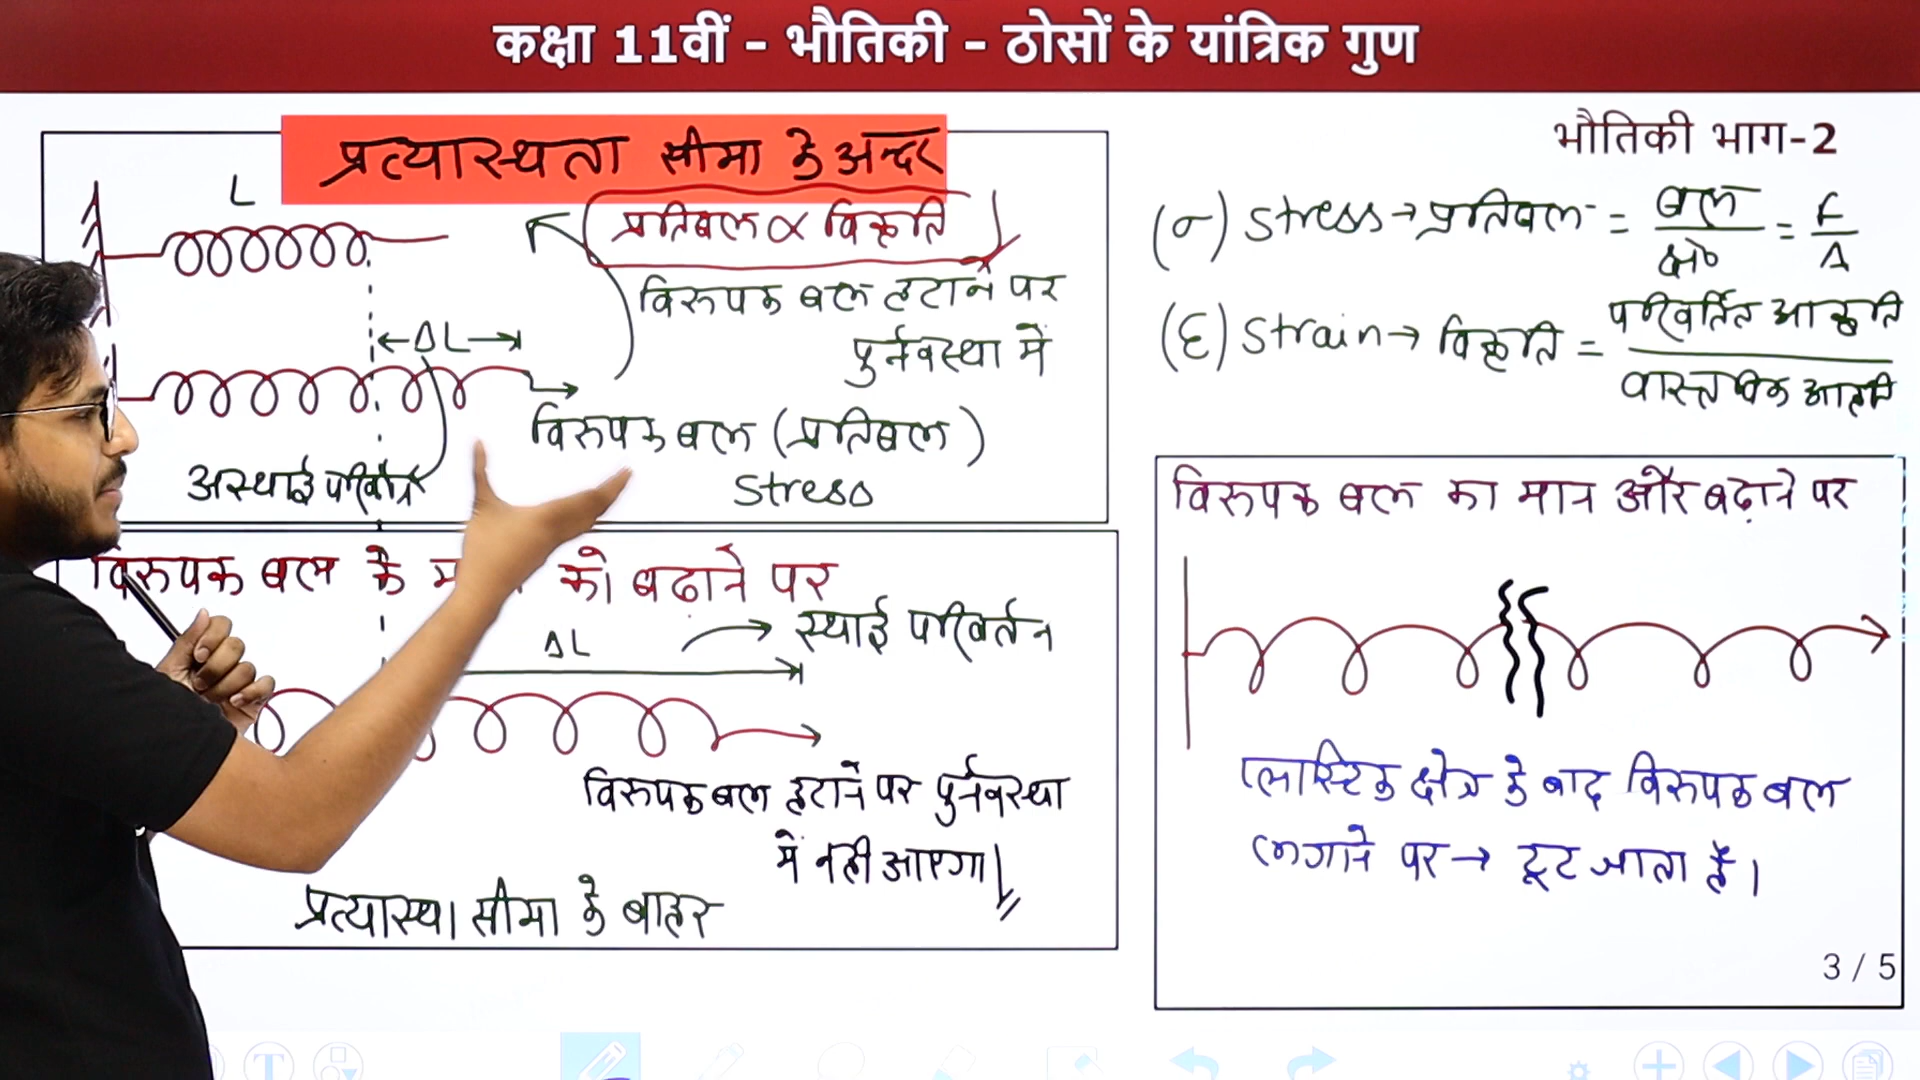 कक्षा 11वीं - भौतिकी - ठोसों के यांत्रिक गुण
भौतिकी भाग-2
प्रत्यास्थता सीमा के अन्दर
L
प्रतिबल ∝ विकृति
विरुपक बल हटाने पर
पुर्नवस्था में
ΔL
विरुपक बल (प्रतिबल)
Stress
अस्थाई
(σ) Stress → प्रतिबल = बल / क्षे० = F / A
(ε) Strain → विकृति = परिवर्तित आकृति / वास्तविक आकृति
विरुपक बल के को बढाने पर
ΔL
स्थाई परिवर्तन
विरुपक बल हटाने पर पुर्नवस्था
में नही आएगा।
प्रत्यास्था सीमा के बाहर
विरुपक बल का मात्र और बढ़ाने पर
प्लास्टिक क्षेत्र के बाद विरुपक बल
लगाने पर → टूट जाता है।
3 / 5
T